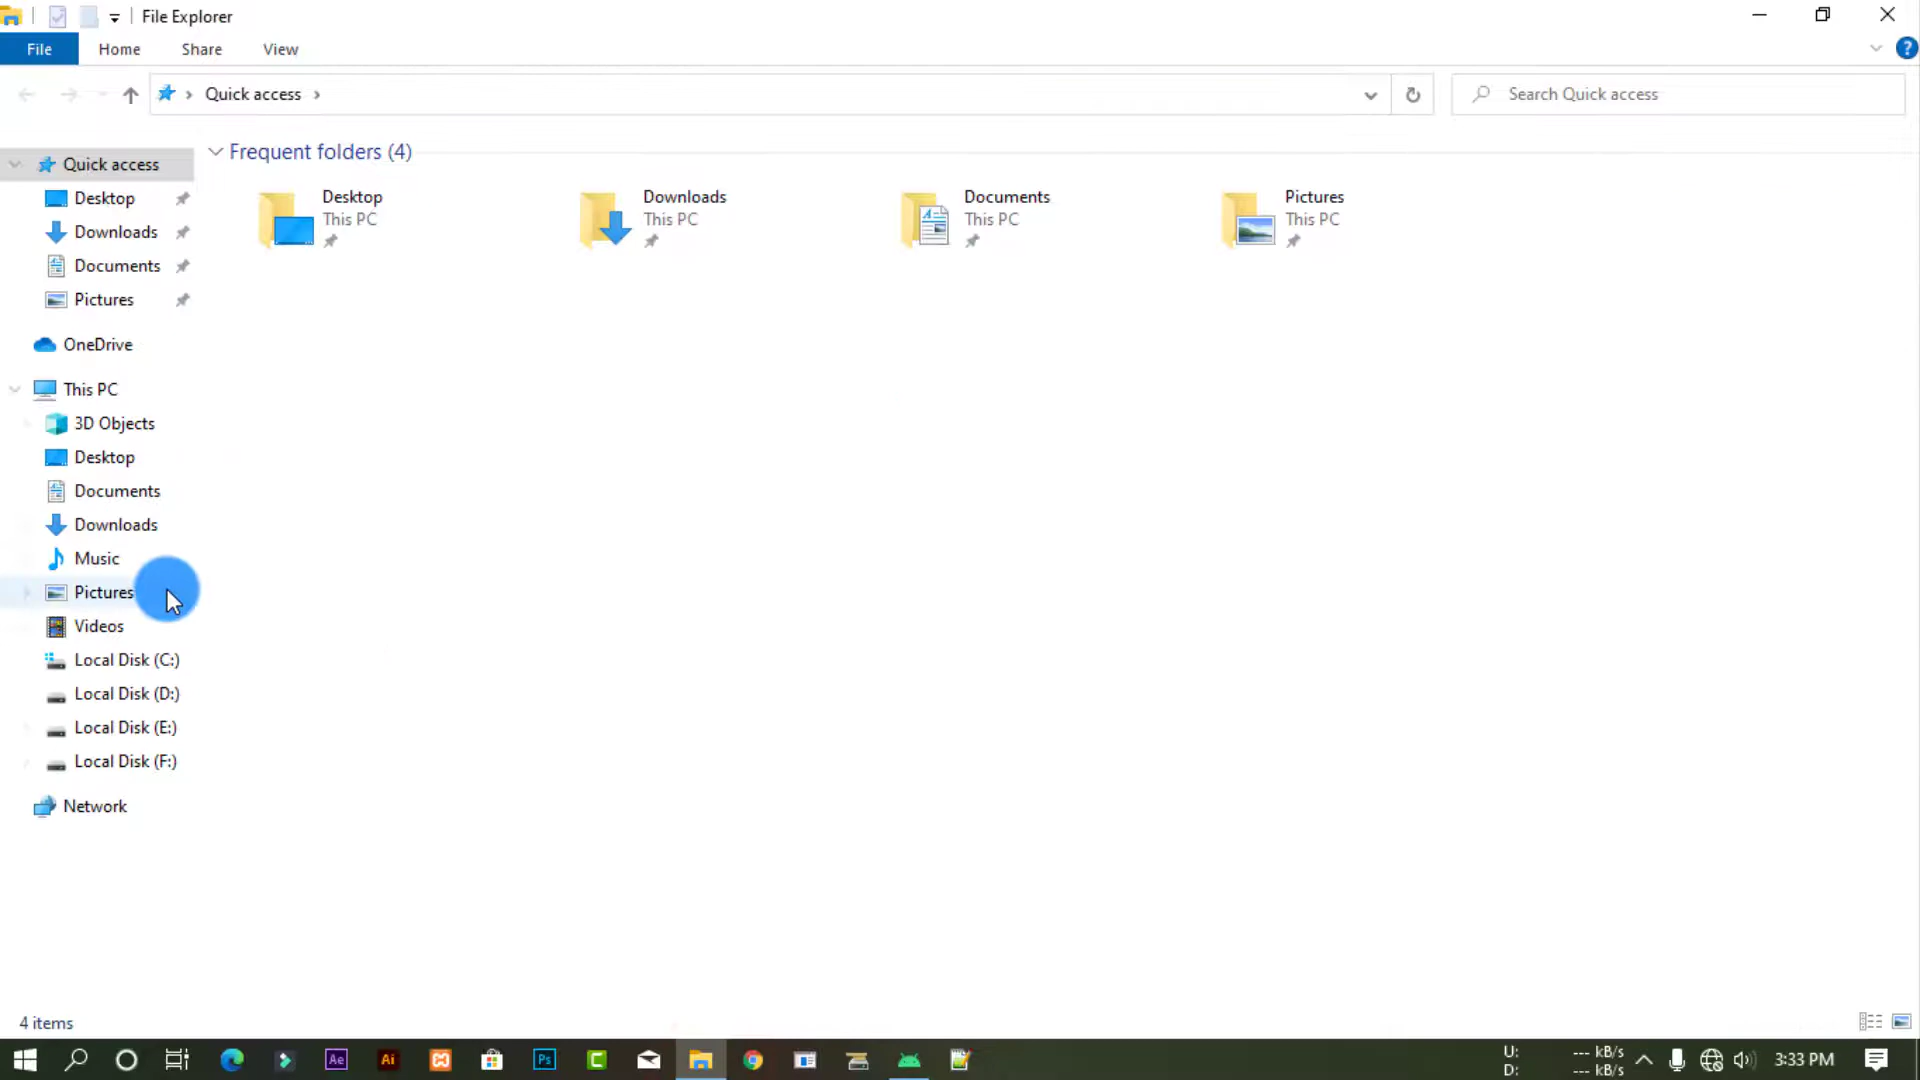 File Explorer
File Home Share View
Quick access
Search Quick access
Quick access
Desktop
Downloads
Documents
Pictures
OneDrive
This PC
3D Objects
Desktop
Documents
Downloads
Music
Pictures
Videos
Local Disk (C:)
Local Disk (D:)
Local Disk (E:)
Local Disk (F:)
Network
Frequent folders (4)
Desktop
This PC
Downloads
This PC
Documents
This PC
Pictures
This PC
4 items
Ae
Ai
Ps
C
U: --- kB/s
D: --- kB/s
3:33 PM